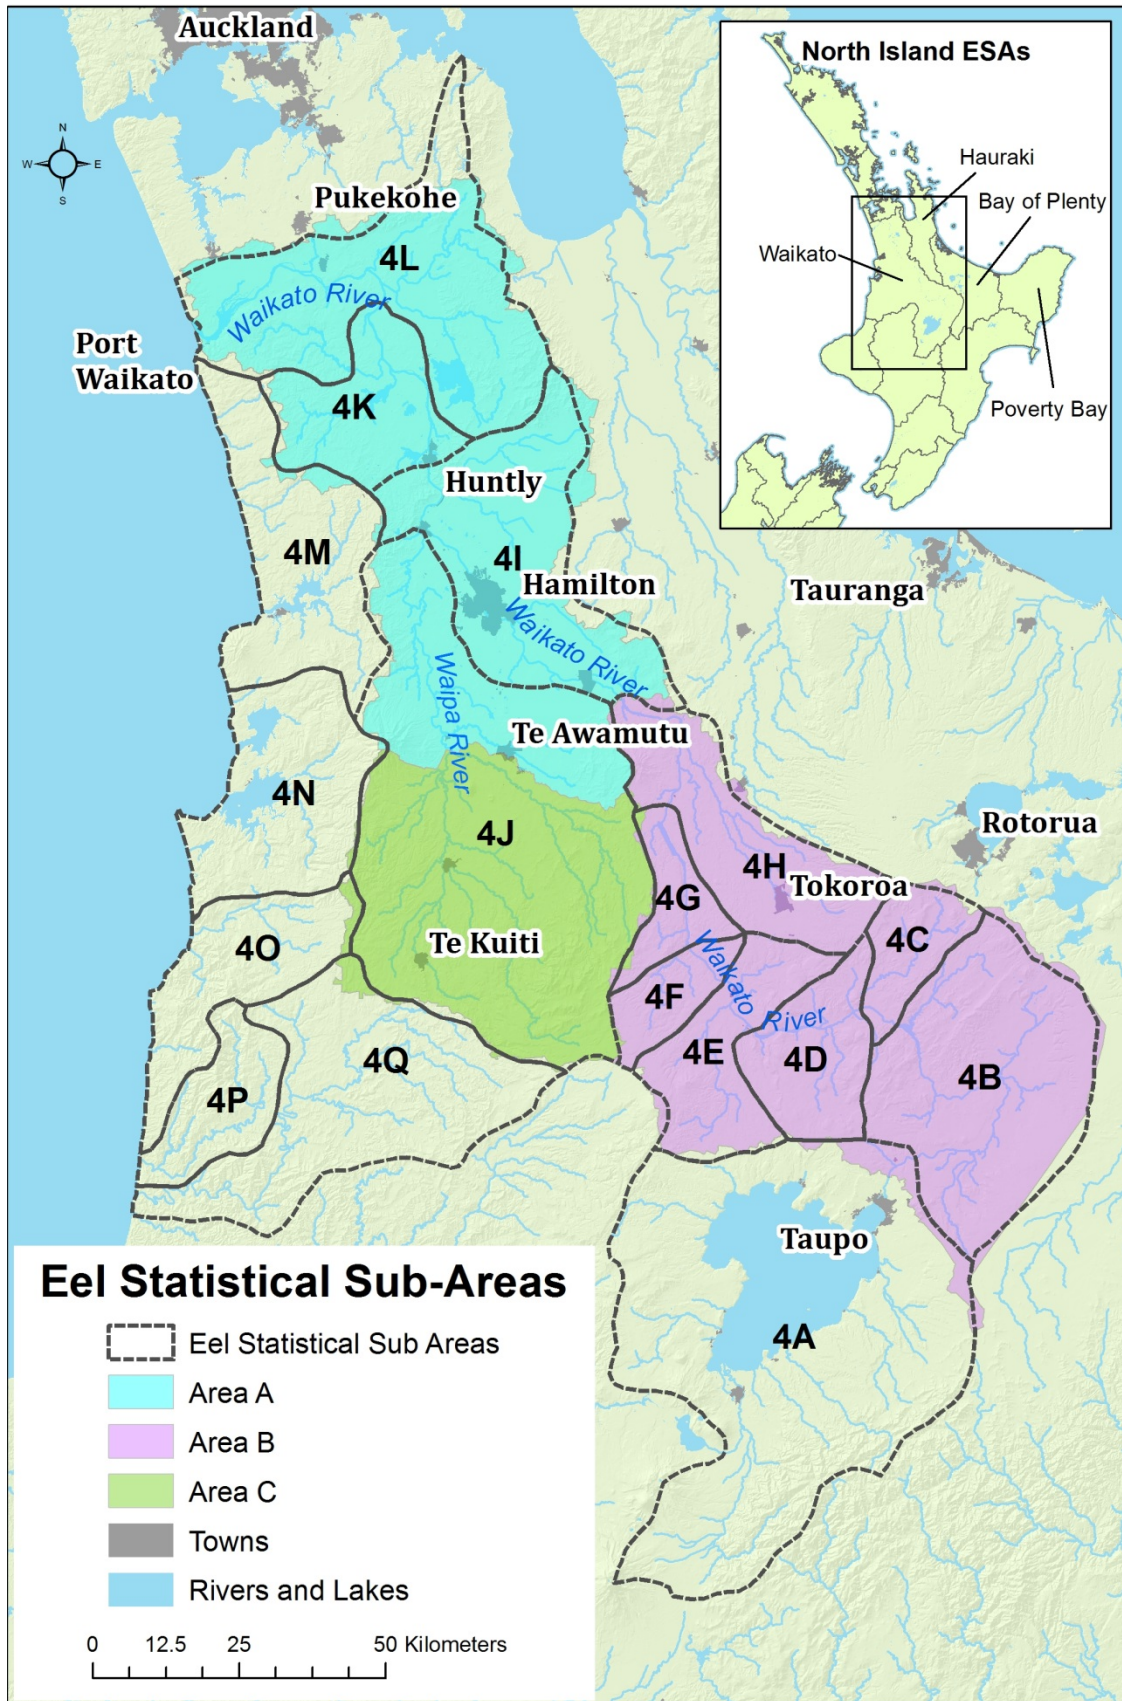 Auckland
North Island ESAs
N
W
E
S
Hauraki
Bay of Plenty
Waikato
Poverty Bay
Pukekohe
4L
Waikato River
Port
Waikato
4K
Huntly
4M
4I
Hamilton
Tauranga
Waikato River
Waipa River
Te Awamutu
4N
4J
Rotorua
4H
Tokoroa
4G
4O
Te Kuiti
4C
Waikato River
4F
4Q
4E
4D
4B
4P
Taupo
4A
Eel Statistical Sub-Areas
Eel Statistical Sub Areas
Area A
Area B
Area C
Towns
Rivers and Lakes
0 12.5 25 50 Kilometers